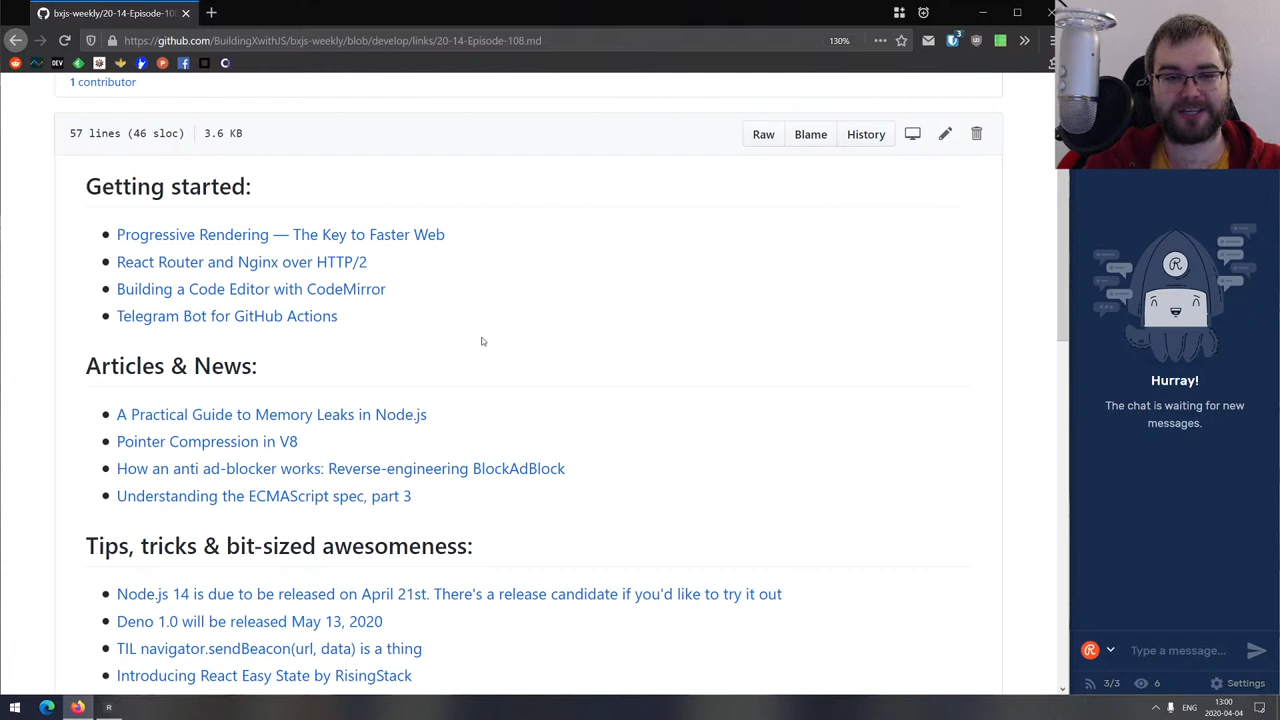 bxjs-weekly/20-14-Episode-108
https://github.com/BuildingXwithJS/bxjs-weekly/blob/develop/links/20-14-Episode-108.md
130%
3
DEV
1 contributor
57 lines (46 sloc)
3.6 KB
Raw
Blame
History
Getting started:
Progressive Rendering — The Key to Faster Web
React Router and Nginx over HTTP/2
Building a Code Editor with CodeMirror
Telegram Bot for GitHub Actions
Articles & News:
A Practical Guide to Memory Leaks in Node.js
Pointer Compression in V8
How an anti ad-blocker works: Reverse-engineering BlockAdBlock
Understanding the ECMAScript spec, part 3
Tips, tricks & bit-sized awesomeness:
Node.js 14 is due to be released on April 21st. There's a release candidate if you'd like to try it out
Deno 1.0 will be released May 13, 2020
TIL navigator.sendBeacon(url, data) is a thing
Introducing React Easy State by RisingStack
Hurray!
The chat is waiting for new
messages.
Type a message...
3/3
6
Settings
ENG
13:00
2020-04-04